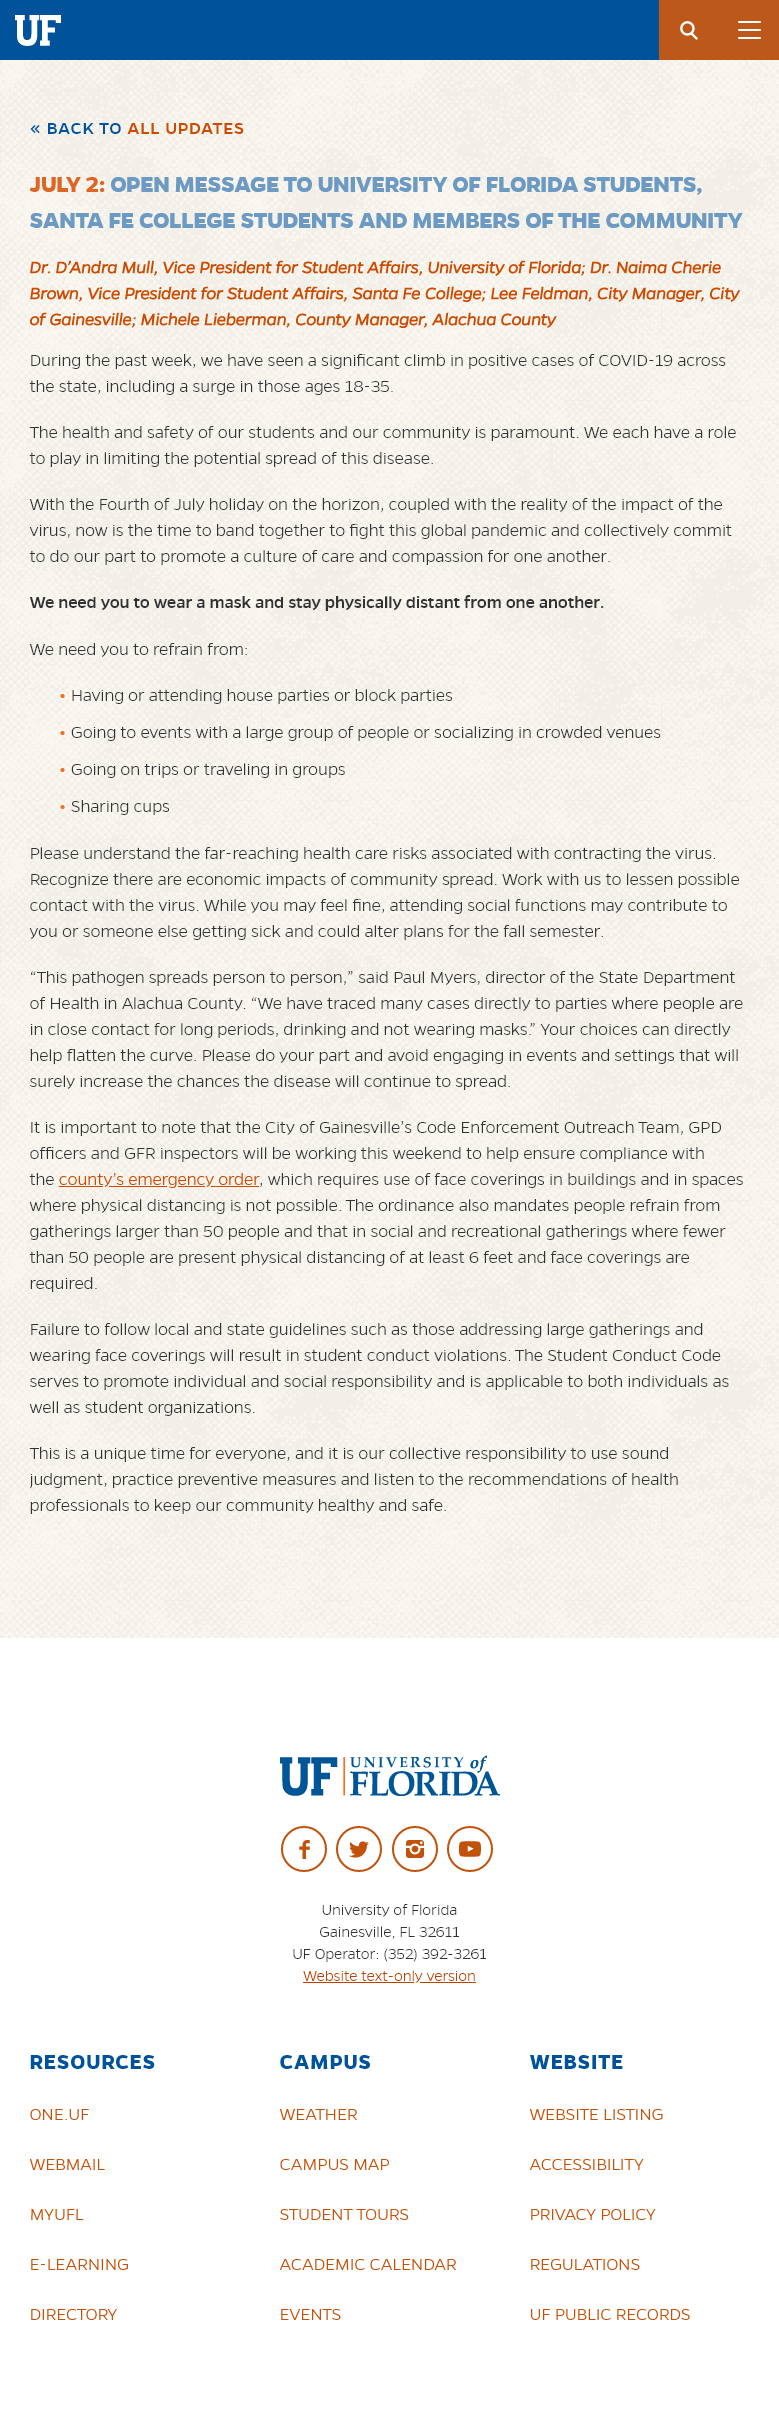 UF
« BACK TO ALL UPDATES
JULY 2: OPEN MESSAGE TO UNIVERSITY OF FLORIDA STUDENTS,
SANTA FE COLLEGE STUDENTS AND MEMBERS OF THE COMMUNITY
Dr. D’Andra Mull, Vice President for Student Affairs, University of Florida; Dr. Naima Cherie
Brown, Vice President for Student Affairs, Santa Fe College; Lee Feldman, City Manager, City
of Gainesville; Michele Lieberman, County Manager, Alachua County
During the past week, we have seen a significant climb in positive cases of COVID-19 across
the state, including a surge in those ages 18-35.
The health and safety of our students and our community is paramount. We each have a role
to play in limiting the potential spread of this disease.
With the Fourth of July holiday on the horizon, coupled with the reality of the impact of the
virus, now is the time to band together to fight this global pandemic and collectively commit
to do our part to promote a culture of care and compassion for one another.
We need you to wear a mask and stay physically distant from one another.
We need you to refrain from:
• Having or attending house parties or block parties
• Going to events with a large group of people or socializing in crowded venues
• Going on trips or traveling in groups
• Sharing cups
Please understand the far-reaching health care risks associated with contracting the virus.
Recognize there are economic impacts of community spread. Work with us to lessen possible
contact with the virus. While you may feel fine, attending social functions may contribute to
you or someone else getting sick and could alter plans for the fall semester.
“This pathogen spreads person to person,” said Paul Myers, director of the State Department
of Health in Alachua County. “We have traced many cases directly to parties where people are
in close contact for long periods, drinking and not wearing masks.” Your choices can directly
help flatten the curve. Please do your part and avoid engaging in events and settings that will
surely increase the chances the disease will continue to spread.
It is important to note that the City of Gainesville’s Code Enforcement Outreach Team, GPD
officers and GFR inspectors will be working this weekend to help ensure compliance with
the county’s emergency order, which requires use of face coverings in buildings and in spaces
where physical distancing is not possible. The ordinance also mandates people refrain from
gatherings larger than 50 people and that in social and recreational gatherings where fewer
than 50 people are present physical distancing of at least 6 feet and face coverings are
required.
Failure to follow local and state guidelines such as those addressing large gatherings and
wearing face coverings will result in student conduct violations. The Student Conduct Code
serves to promote individual and social responsibility and is applicable to both individuals as
well as student organizations.
This is a unique time for everyone, and it is our collective responsibility to use sound
judgment, practice preventive measures and listen to the recommendations of health
professionals to keep our community healthy and safe.
UF UNIVERSITY of
FLORIDA
University of Florida
Gainesville, FL 32611
UF Operator: (352) 392-3261
Website text-only version
RESOURCES
ONE.UF
WEBMAIL
MYUFL
E-LEARNING
DIRECTORY
CAMPUS
WEATHER
CAMPUS MAP
STUDENT TOURS
ACADEMIC CALENDAR
EVENTS
WEBSITE
WEBSITE LISTING
ACCESSIBILITY
PRIVACY POLICY
REGULATIONS
UF PUBLIC RECORDS